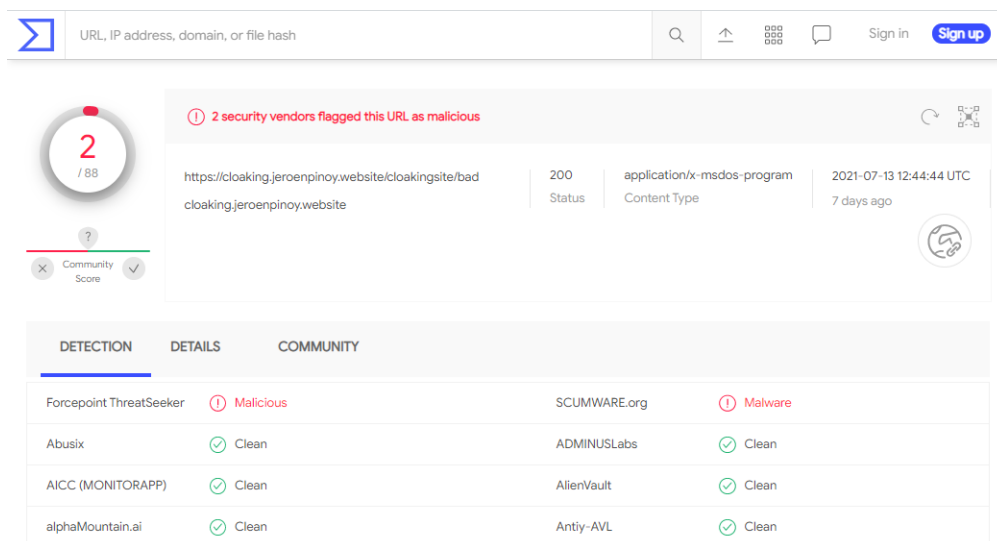 URL, IP address, domain, or file hash
Sign in
Sign up
2
/ 88
?
Community
Score
2 security vendors flagged this URL as malicious
https://cloaking.jeroenpinoy.website/cloakingsite/bad
cloaking.jeroenpinoy.website
200
Status
application/x-msdos-program
Content Type
2021-07-13 12:44:44 UTC
7 days ago
DETECTION DETAILS COMMUNITY
Forcepoint ThreatSeeker Malicious SCUMWARE.org Malware
Abusix Clean ADMINUSLabs Clean
AICC (MONITORAPP) Clean AlienVault Clean
alphaMountain.ai Clean Antiy-AVL Clean